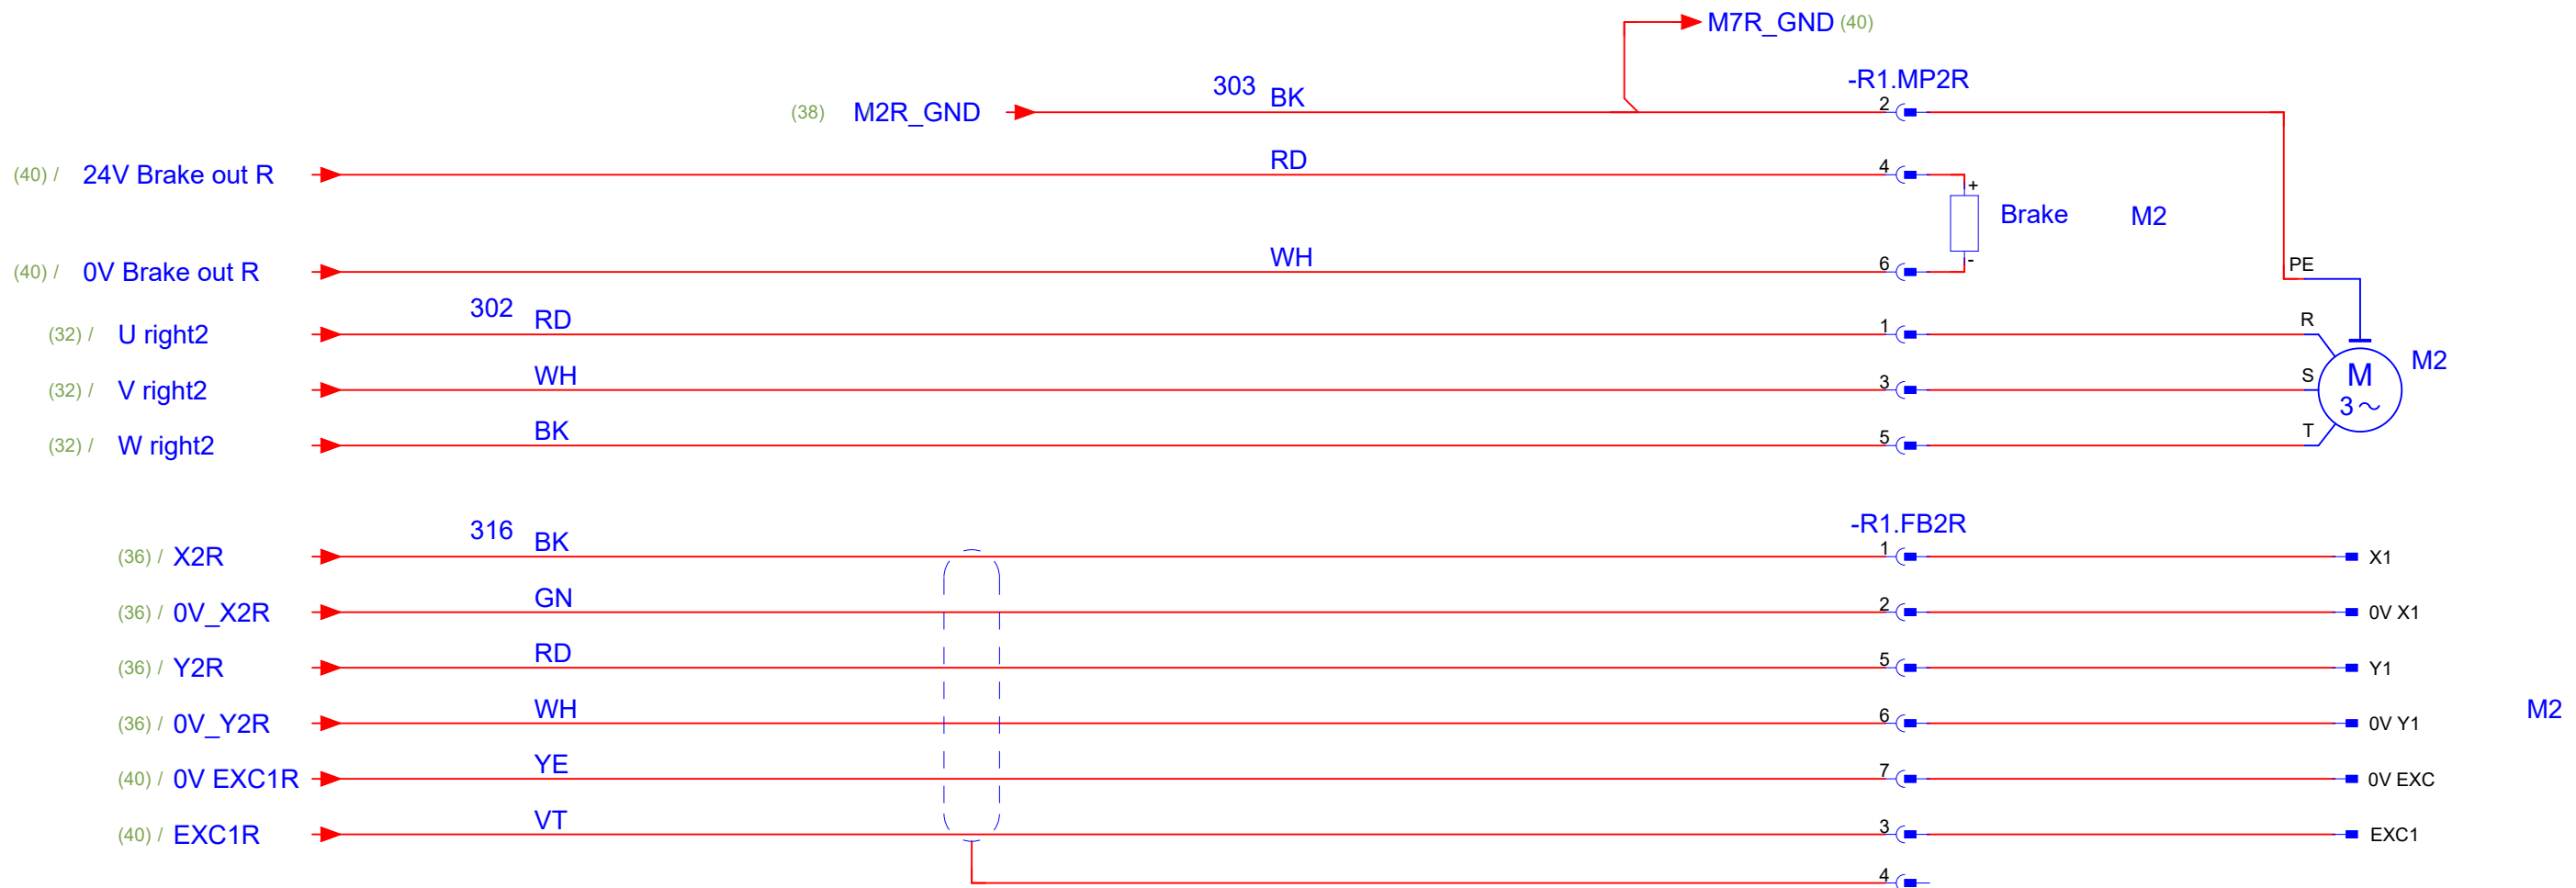 M7R_GND (40)
-R1.MP2R
(38) M2R_GND 303 BK 2
(40) / 24V Brake out R RD 4
+
Brake M2
-
(40) / 0V Brake out R WH 6
PE
(32) / U right2 302 RD 1 R
M2
(32) / V right2 WH 3 S
M
3~
(32) / W right2 BK 5 T
-R1.FB2R
(36) / X2R 316 BK 1 X1
(36) / 0V_X2R GN 2 0V X1
(36) / Y2R RD 5 Y1
(36) / 0V_Y2R WH 6 0V Y1
M2
(40) / 0V EXC1R YE 7 0V EXC
(40) / EXC1R VT 3 EXC1
4